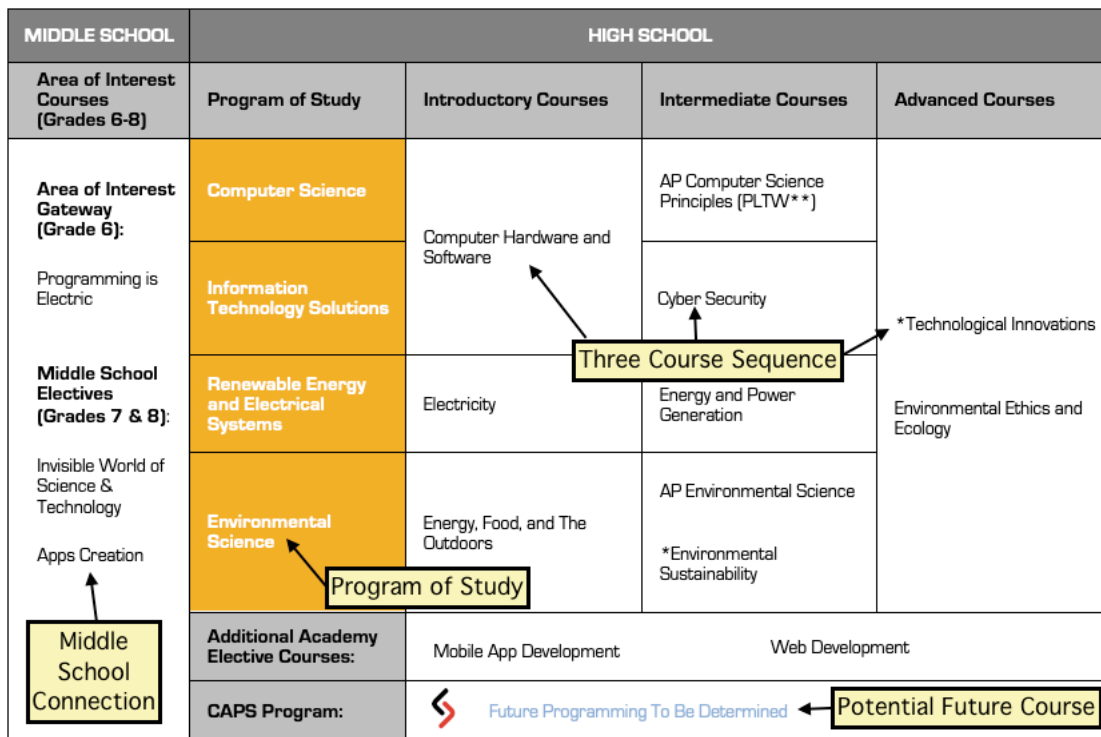 MIDDLE SCHOOL
HIGH SCHOOL
Area of Interest
Courses
(Grades 6-8)
Program of Study
Introductory Courses
Intermediate Courses
Advanced Courses
Area of Interest
Gateway
(Grade 6):
Programming is
Electric
Middle School
Electives
(Grades 7 & 8):
Invisible World of
Science &
Technology
Apps Creation
Middle
School
Connection
Computer Science
Computer Hardware and
Software
AP Computer Science
Principles (PLTW**)
Information
Technology Solutions
Cyber Security
*Technological Innovations
Three Course Sequence
Renewable Energy
and Electrical
Systems
Electricity
Energy and Power
Generation
Environmental Ethics and
Ecology
Environmental
Science
Energy, Food, and The
Outdoors
AP Environmental Science
*Environmental
Sustainability
Program of Study
Additional Academy
Elective Courses:
Mobile App Development
Web Development
CAPS Program:
Future Programming To Be Determined
Potential Future Course